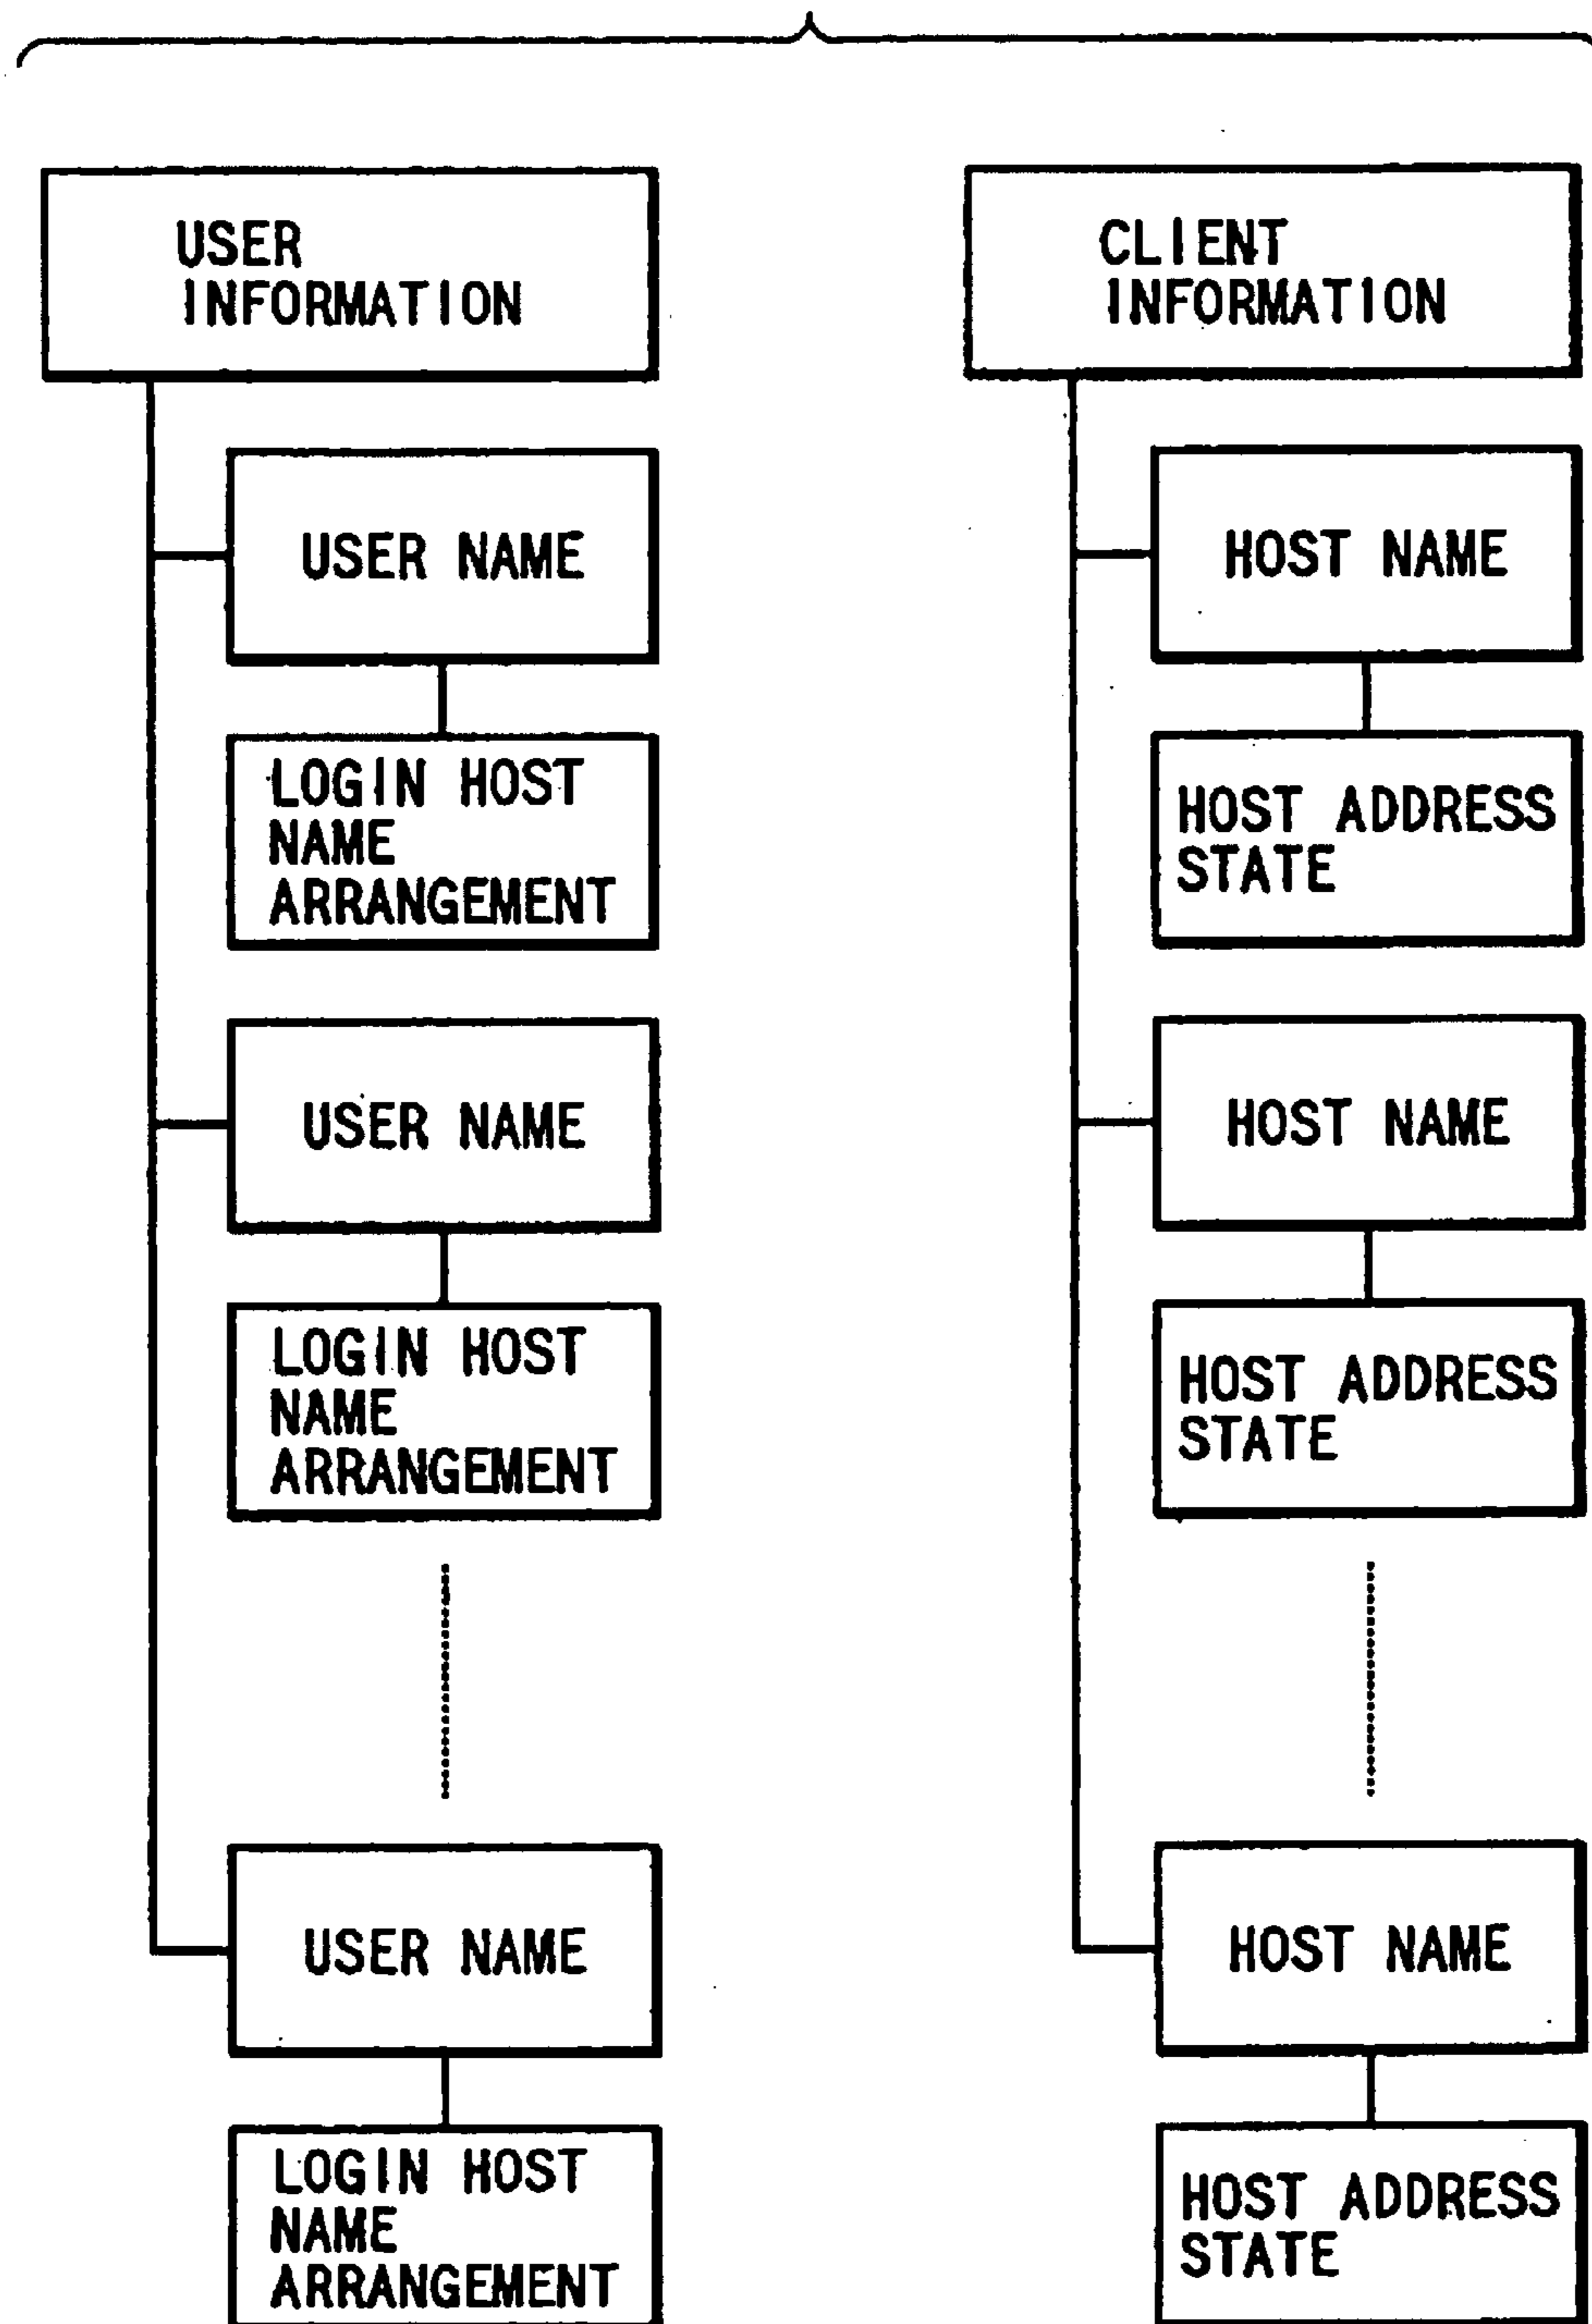 USER
INFORMATION
USER NAME
LOGIN HOST
NAME
ARRANGEMENT
USER NAME
LOGIN HOST
NAME
ARRANGEMENT
USER NAME
LOGIN HOST
NAME
ARRANGEMENT
CLIENT
INFORMATION
HOST NAME
HOST ADDRESS
STATE
HOST NAME
HOST ADDRESS
STATE
HOST NAME
HOST ADDRESS
STATE